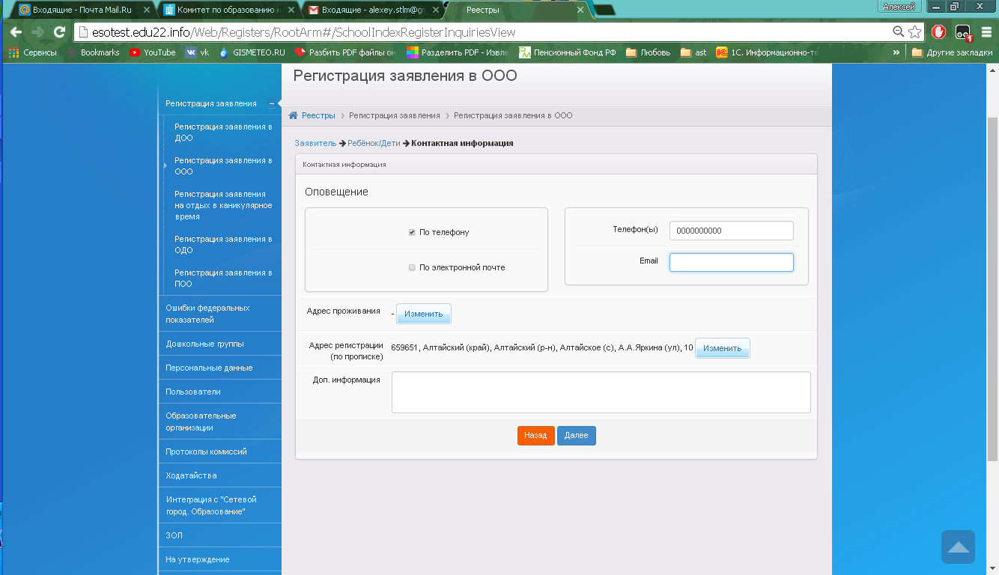 Входящие - Почта Mail.Ru
Комитет по образованию и
Входящие - alexey.stlm@gm
Реестры
Алексей
esotest.edu22.info/Web/Registers/RootArm#/SchoolIndexRegisterInquiriesView
1
Сервисы
Bookmarks
YouTube
vk
GISMETEO.RU
Разбить PDF файлы он
Разделить PDF - Извле
Пенсионный Фонд РФ
Любовь
ast
1С. Информационно-те
»
Другие закладки
Регистрация заявления в ООО
Реестры > Регистрация заявления > Регистрация заявления в ООО
Заявитель ➔ Ребёнок/Дети ➔ Контактная информация
Регистрация заявления
Регистрация заявления в
ДОО
Регистрация заявления в
ООО
Регистрация заявления
на отдых в каникулярное
время
Регистрация заявления в
ОДО
Регистрация заявления в
ПОО
Ошибки федеральных
показателей
Дошкольные группы
Персональные данные
Пользователи
Образовательные
организации
Протоколы комиссий
Ходатайства
Интеграция с "Сетевой
город. Образование"
ЗОЛ
На утверждение
Контактная информация
Оповещение
По телефону
По электронной почте
Телефон(ы)
0000000000
Email
Адрес проживания
-
Изменить
Адрес регистрации
(по прописке)
659651, Алтайский (край), Алтайский (р-н), Алтайское (с), А.А.Яркина (ул), 10
Изменить
Доп. информация
Назад
Далее